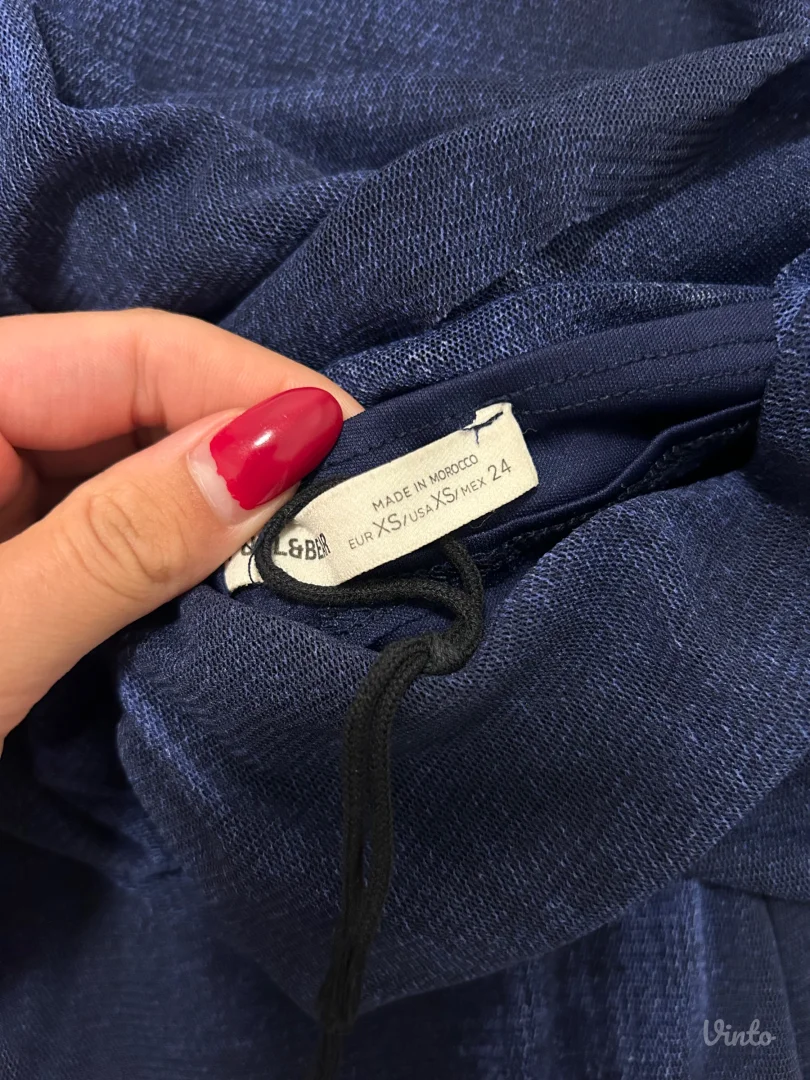 MADE IN MOROCCO
EUR XS/USA XS/MEX 24
Vinto